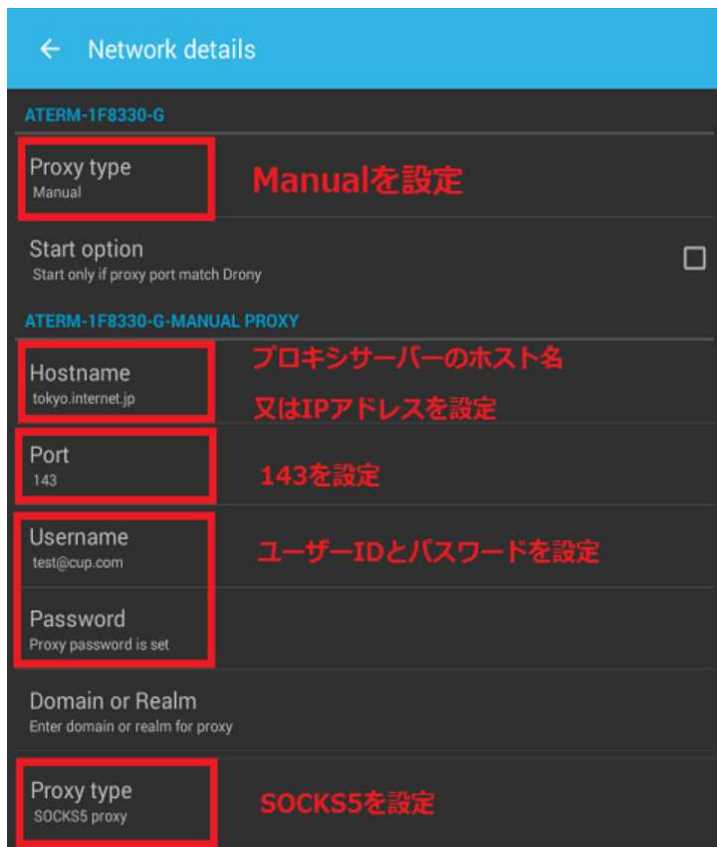 ← Network details
ATERM-1F8330-G
Proxy type
Manual
Manualを設定
Start option
Start only if proxy port match Drony
ATERM-1F8330-G-MANUAL PROXY
Hostname
tokyo.internet.jp
プロキシサーバーのホスト名
又はIPアドレスを設定
Port
143
143を設定
Username
test@cup.com
ユーザーIDとパスワードを設定
Password
Proxy password is set
Domain or Realm
Enter domain or realm for proxy
Proxy type
SOCKS5 proxy
SOCKS5を設定